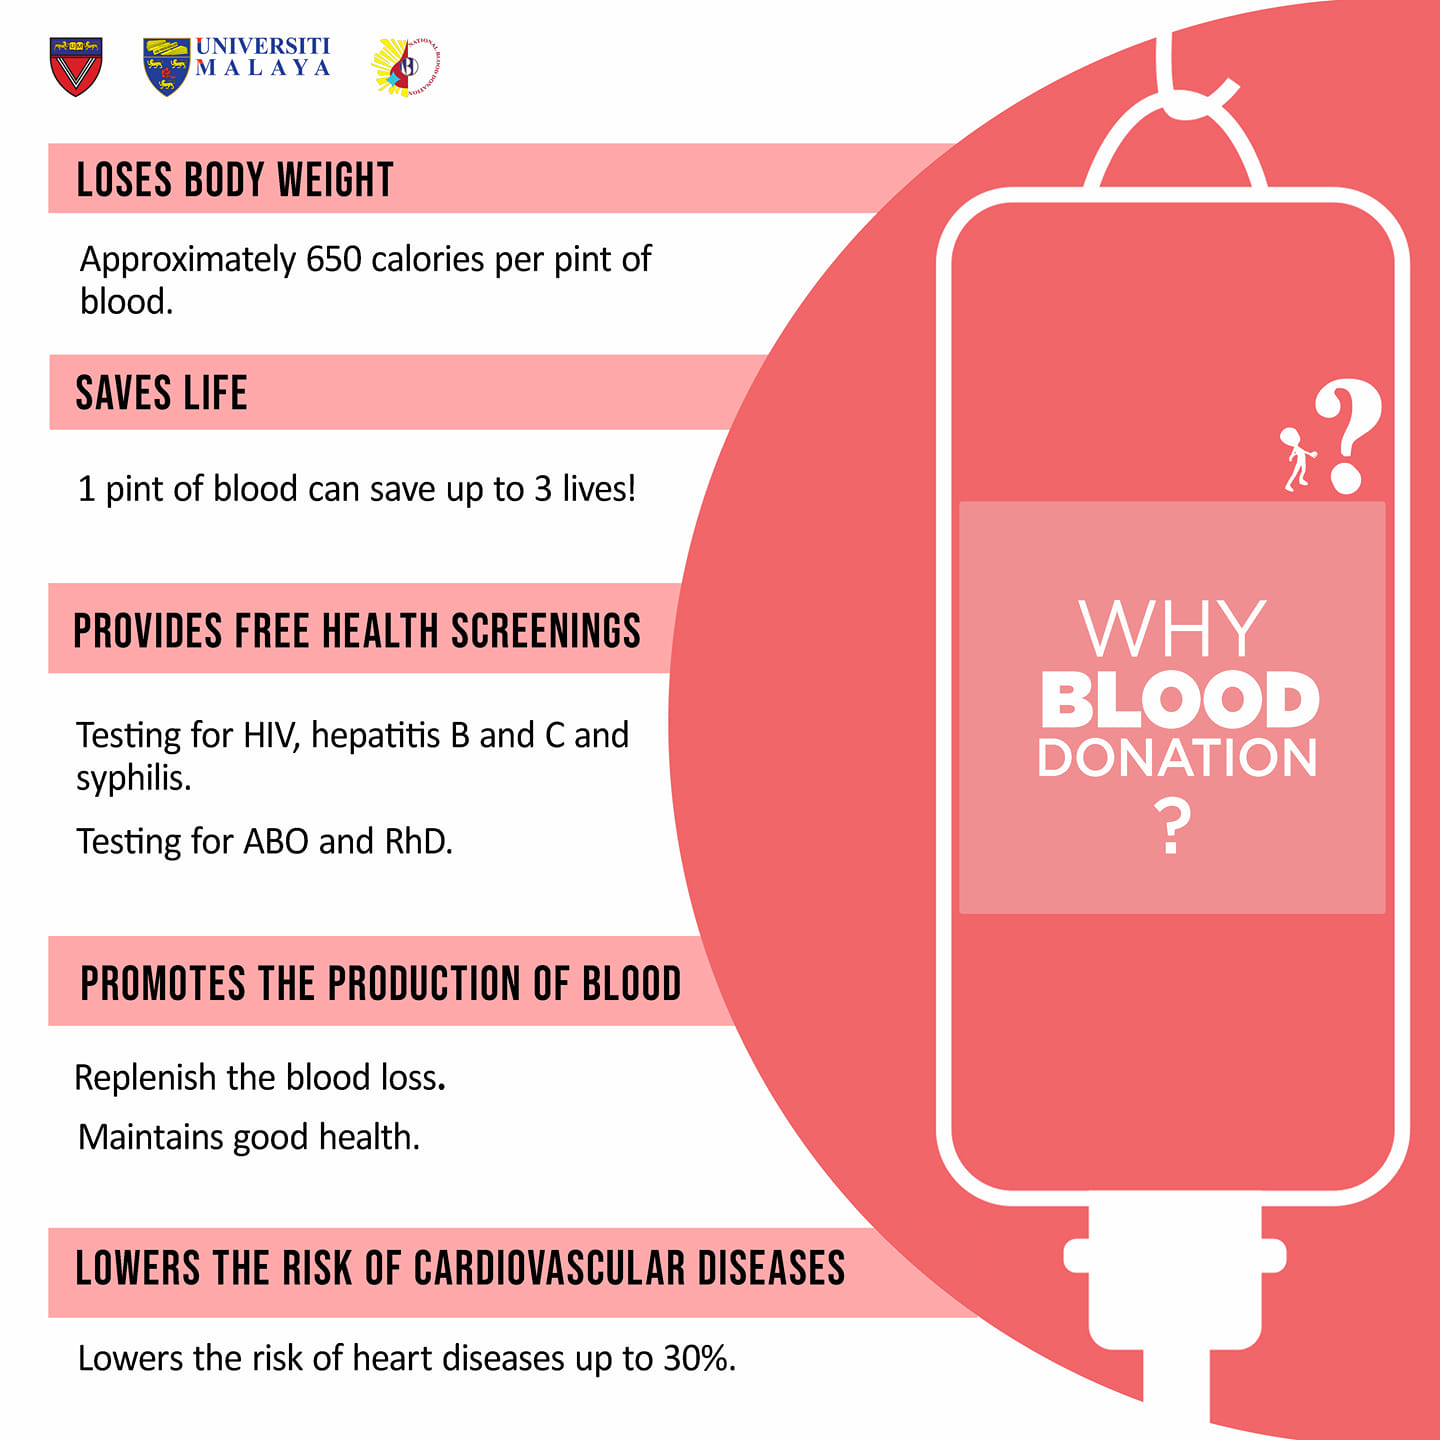 UNIVERSITI
MALAYA
NATIONAL BLOOD DONATION
LOSES BODY WEIGHT
Approximately 650 calories per pint of
blood.
SAVES LIFE
1 pint of blood can save up to 3 lives!
PROVIDES FREE HEALTH SCREENINGS
Testing for HIV, hepatitis B and C and
syphilis.
Testing for ABO and RhD.
PROMOTES THE PRODUCTION OF BLOOD
Replenish the blood loss.
Maintains good health.
LOWERS THE RISK OF CARDIOVASCULAR DISEASES
Lowers the risk of heart diseases up to 30%.
?
WHY
BLOOD
DONATION
?